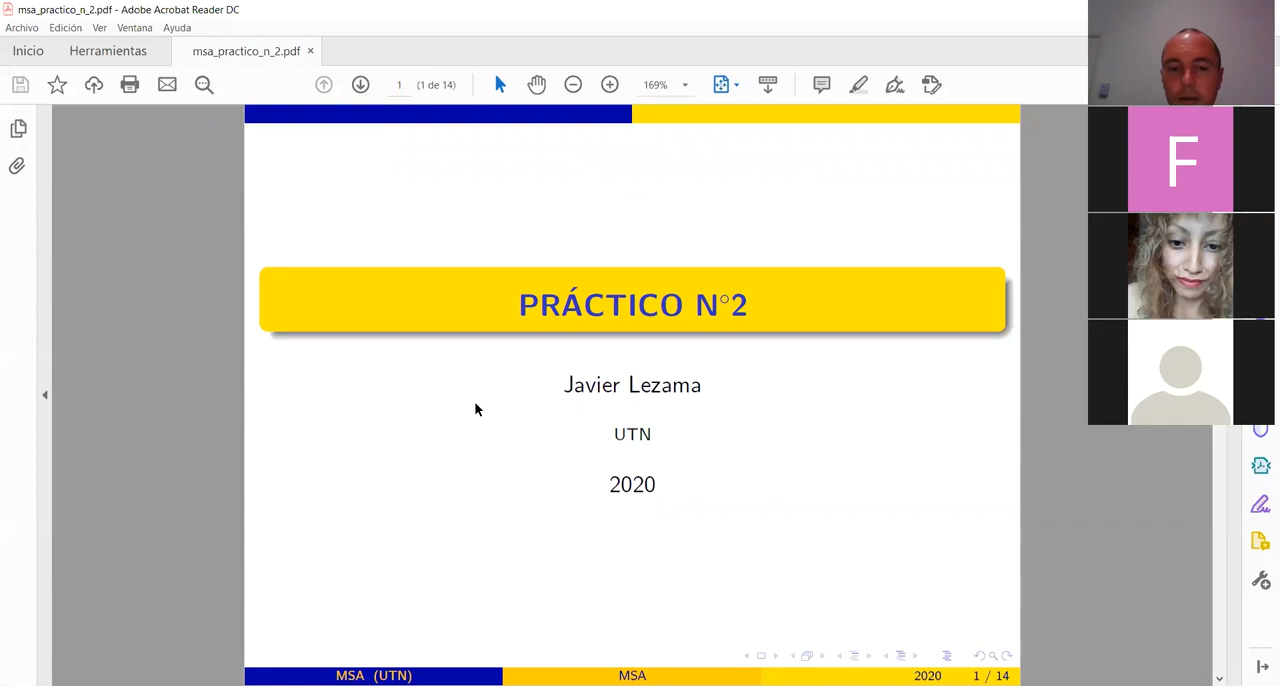 msa_practico_n_2.pdf - Adobe Acrobat Reader DC
Archivo Edición Ver Ventana Ayuda
Inicio Herramientas msa_practico_n_2.pdf ×
1 (1 de 14) 169%
F
PRÁCTICO N°2
Javier Lezama
UTN
2020
MSA (UTN) MSA 2020 1 / 14